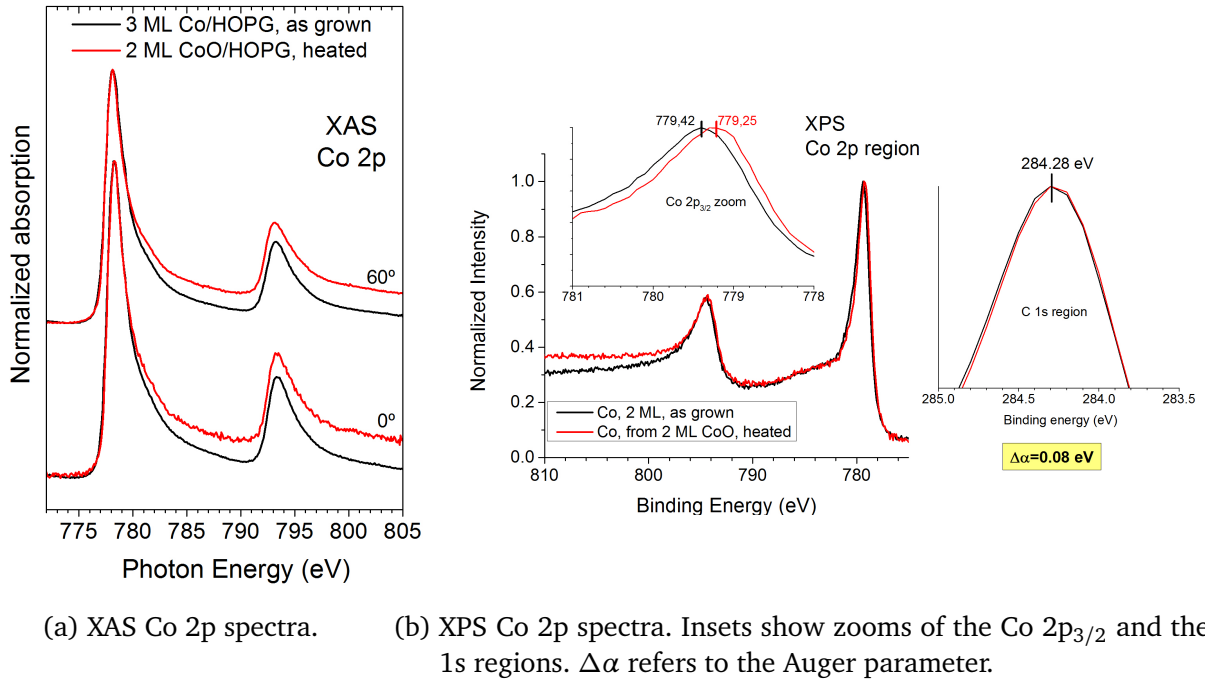 3 ML Co/HOPG, as grown
2 ML CoO/HOPG, heated
XAS
Co 2p
60º
0º
Normalized absorption
775 780 785 790 795 800 805
Photon Energy (eV)
779,42
779,25
XPS
Co 2p region
Co 2p3/2 zoom
781 780 779 778
1.0
0.8
0.6
0.4
0.2
0.0
Normalized Intensity
Co, 2 ML, as grown
Co, from 2 ML CoO, heated
810 800 790 780
Binding Energy (eV)
284.28 eV
C 1s region
285.0 284.5 284.0 283.5
Binding energy (eV)
Δα=0.08 eV
(a) XAS Co 2p spectra.
(b) XPS Co 2p spectra. Insets show zooms of the Co 2p3/2 and the
1s regions. Δα refers to the Auger parameter.